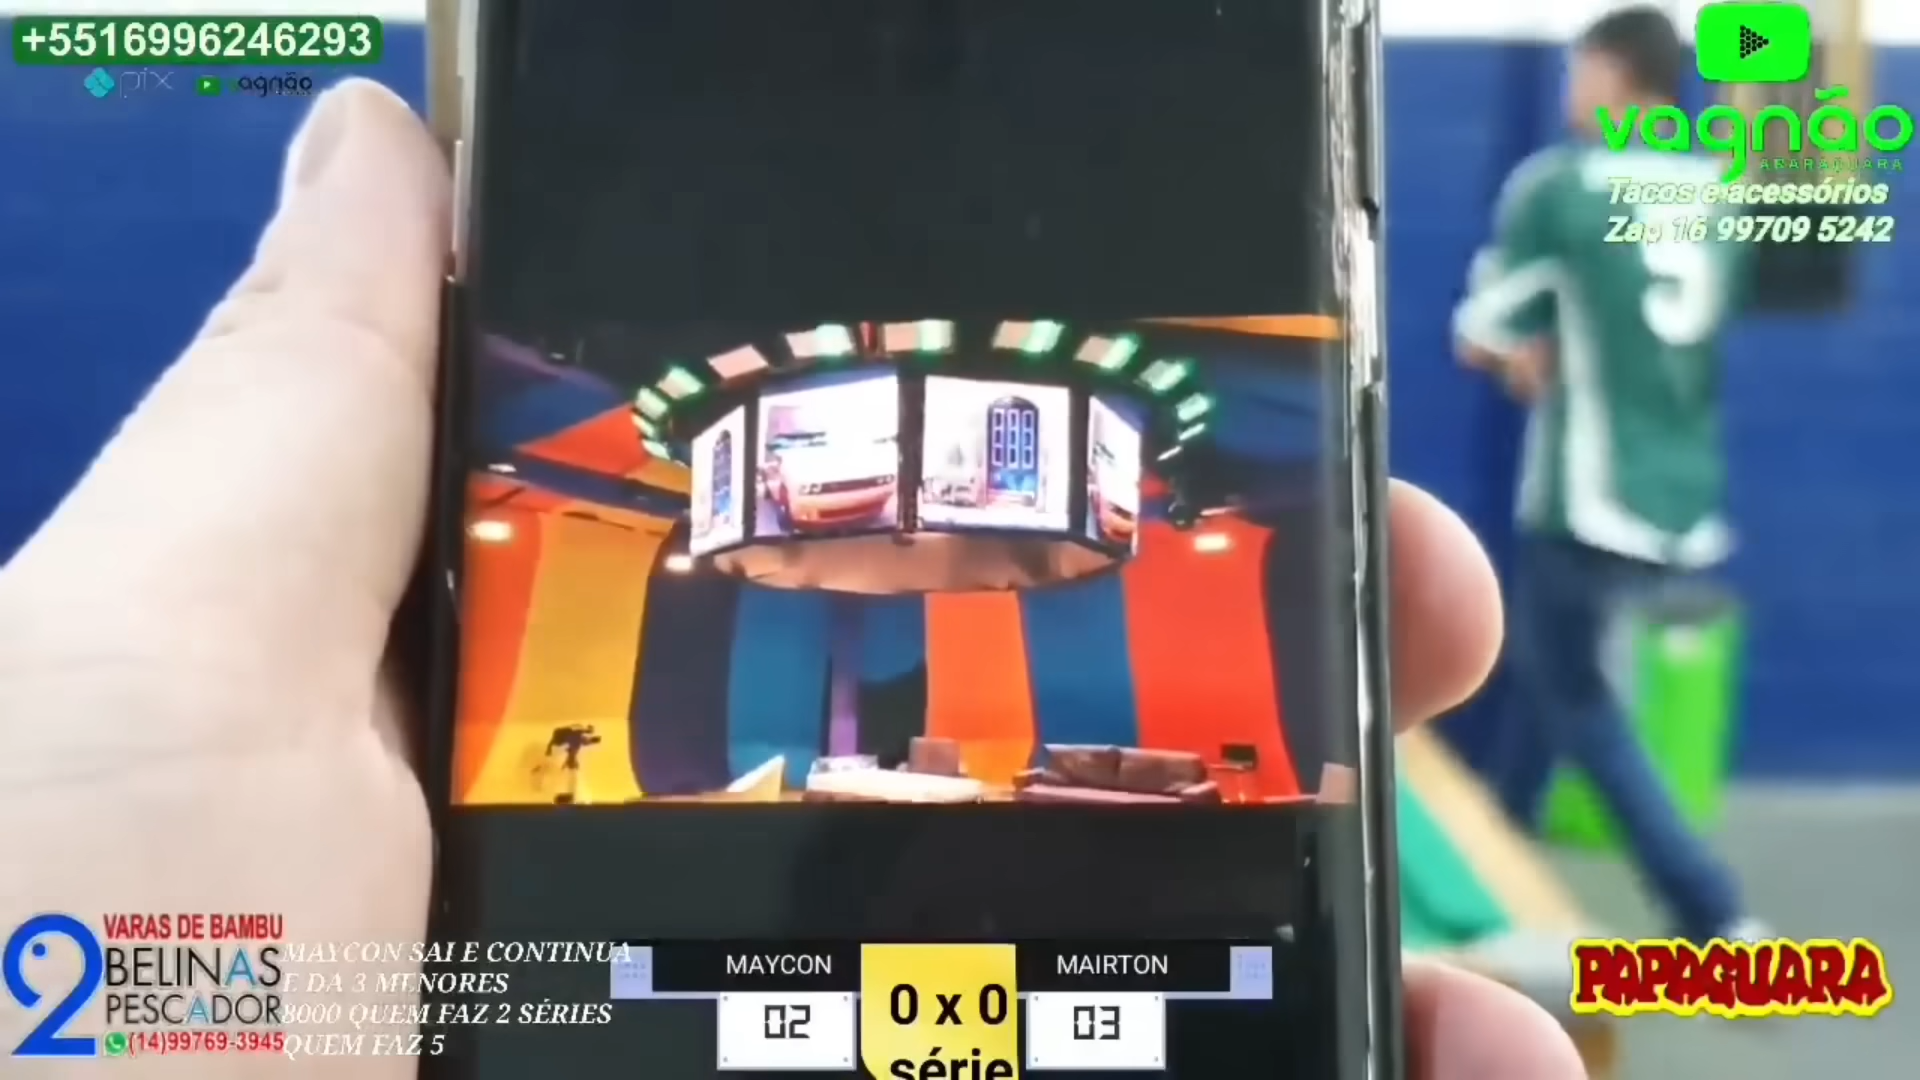 +5516996246293
pix
vagnão
vagnão
ARARAQUARA
Tacos e acessórios
Zap 16 99709 5242
VARAS DE BAMBU
2 BELINAS
PESCADOR
(14)99769-3945
MAYCON SAI E CONTINUA
E DA 3 MENORES
8000 QUEM FAZ 2 SÉRIES
QUEM FAZ 5
MAYCON
02
0 x 0
série
MAIRTON
03
PAPAGUARA
5